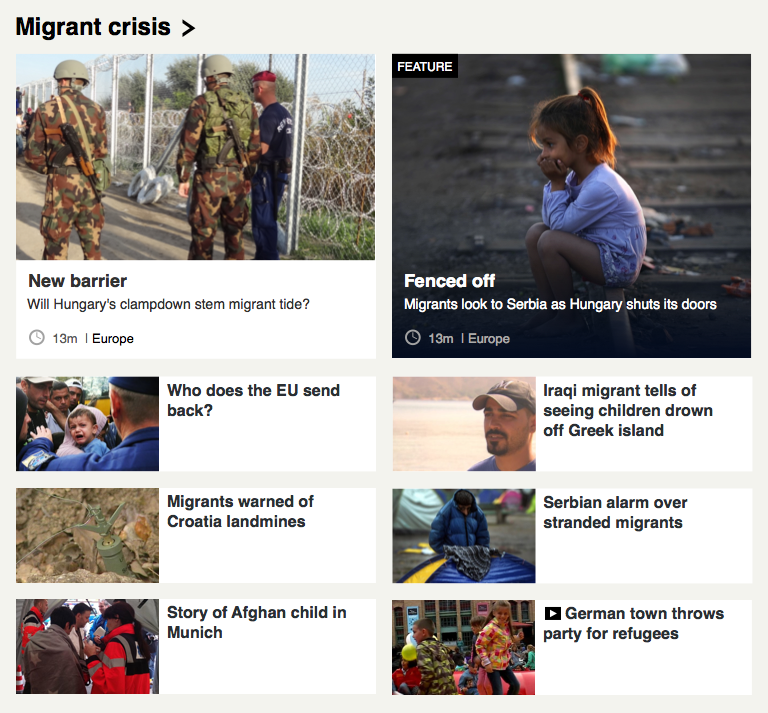 Migrant crisis
FEATURE
New barrier
Will Hungary's clampdown stem migrant tide?
13m | Europe
Fenced off
Migrants look to Serbia as Hungary shuts its doors
13m | Europe
Who does the EU send
back?
Iraqi migrant tells of
seeing children drown
off Greek island
Migrants warned of
Croatia landmines
Serbian alarm over
stranded migrants
Story of Afghan child in
Munich
German town throws
party for refugees